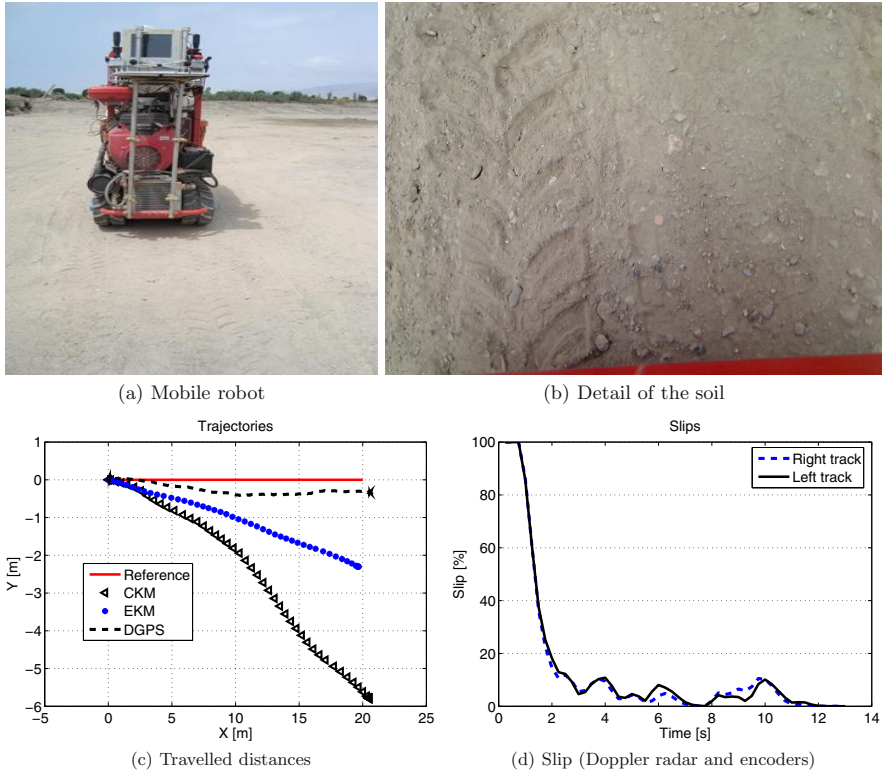 (a) Mobile robot
(b) Detail of the soil
Trajectories
1
0
−1
−2
−3
−4
−5
−6
Y [m]
Reference
CKM
EKM
DGPS
−5
0
5
10
15
20
25
X [m]
(c) Travelled distances
Slips
100
80
60
40
20
0
Slip [%]
Right track
Left track
0
2
4
6
8
10
12
14
Time [s]
(d) Slip (Doppler radar and encoders)